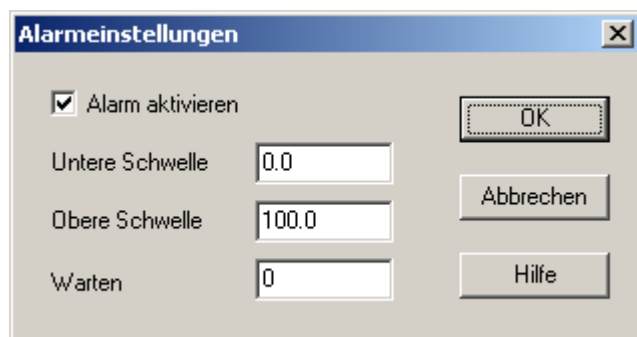 Alarmeinstellungen
Alarm aktivieren
Untere Schwelle 0.0
Obere Schwelle 100.0
Warten 0
OK
Abbrechen
Hilfe